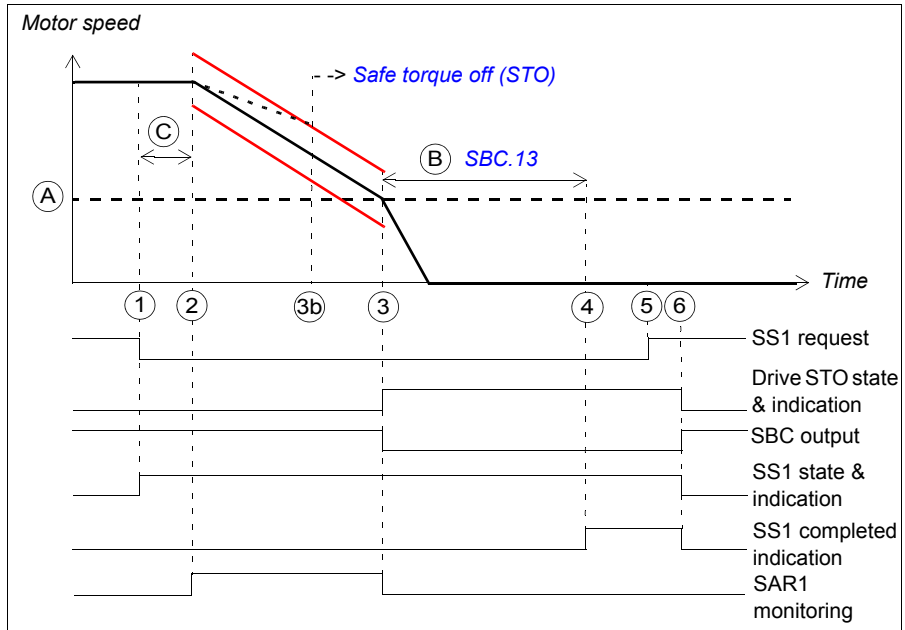 Motor speed
--> Safe torque off (STO)
C
B SBC.13
A
Time
1 2 3b 3 4 5 6
SS1 request
Drive STO state
& indication
SBC output
SS1 state &
indication
SS1 completed
indication
SAR1
monitoring